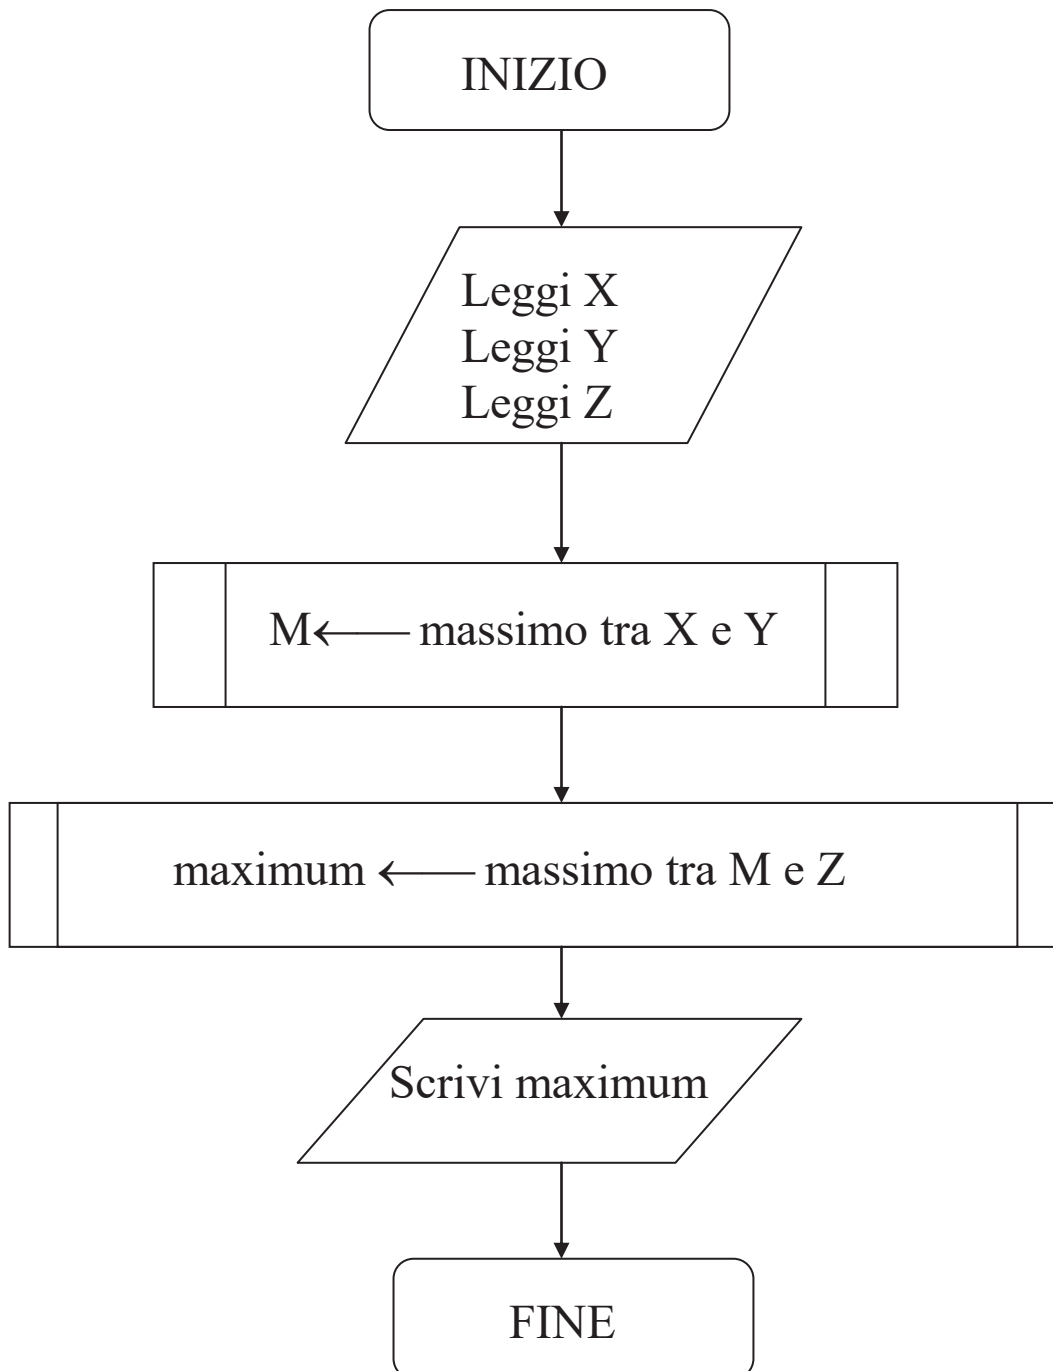 INIZIO
Leggi X
Leggi Y
Leggi Z
M⟵ massimo tra X e Y
maximum ⟵ massimo tra M e Z
Scrivi maximum
FINE